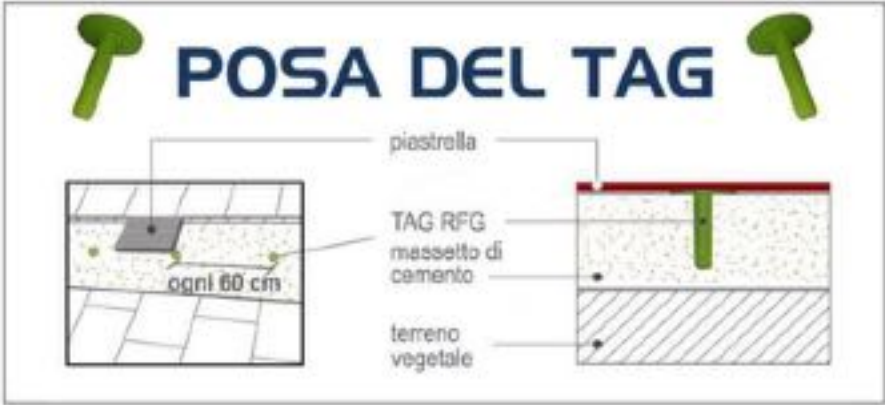 POSA DEL TAG
piastrella
TAG RFG
massetto di
cemento
ogni 60 cm
terreno
vegetale